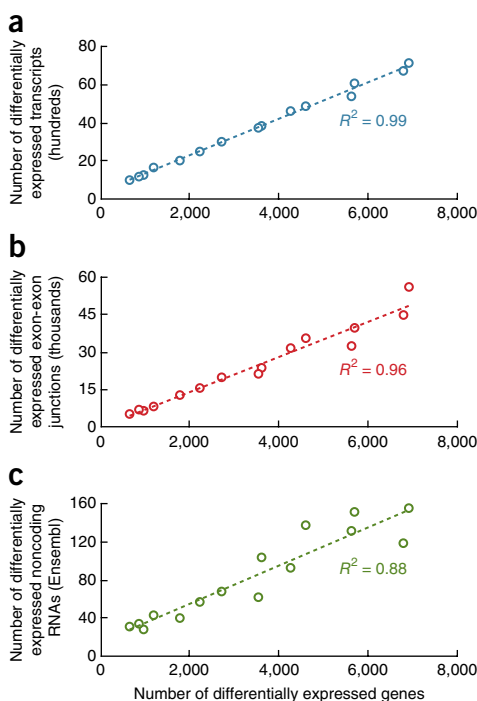 a
Number of differentially
expressed transcripts
(hundreds)
80
60
40
20
0
R² = 0.99
0 2,000 4,000 6,000 8,000
b
Number of differentially
expressed exon-exon
junctions (thousands)
60
45
30
15
0
R² = 0.96
0 2,000 4,000 6,000 8,000
c
Number of differentially
expressed noncoding
RNAs (Ensembl)
160
120
80
40
0
R² = 0.88
0 2,000 4,000 6,000 8,000
Number of differentially expressed genes